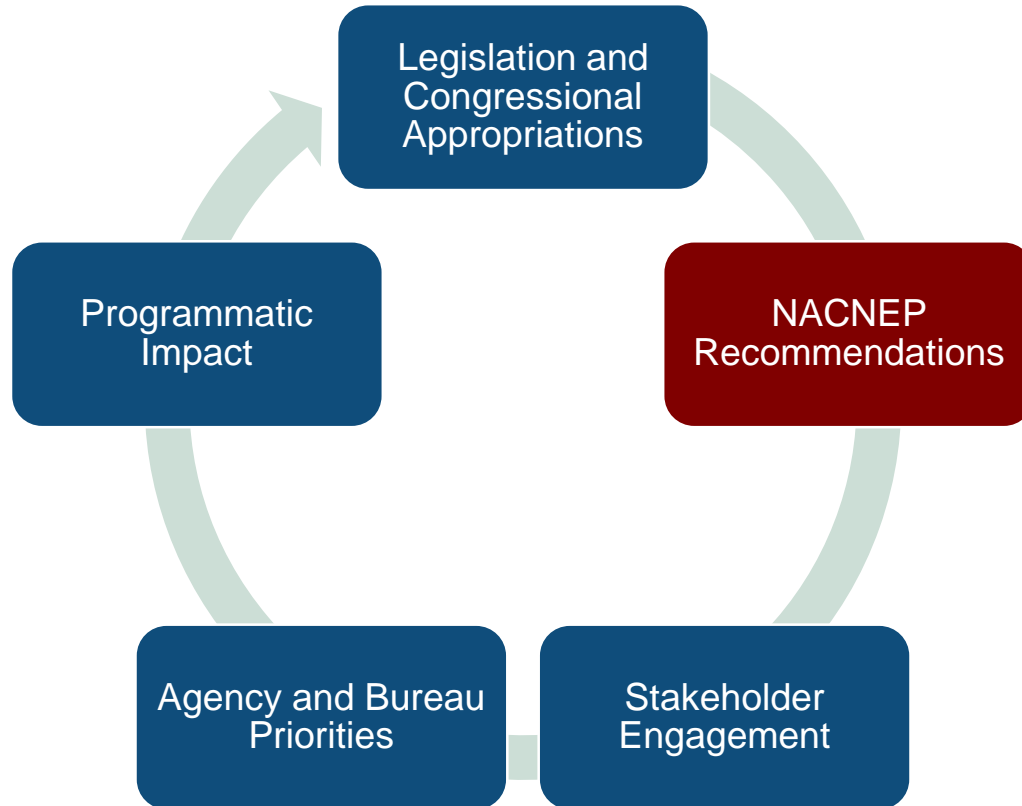 Legislation and
Congressional
Appropriations
NACNEP
Recommendations
Stakeholder
Engagement
Agency and Bureau
Priorities
Programmatic
Impact